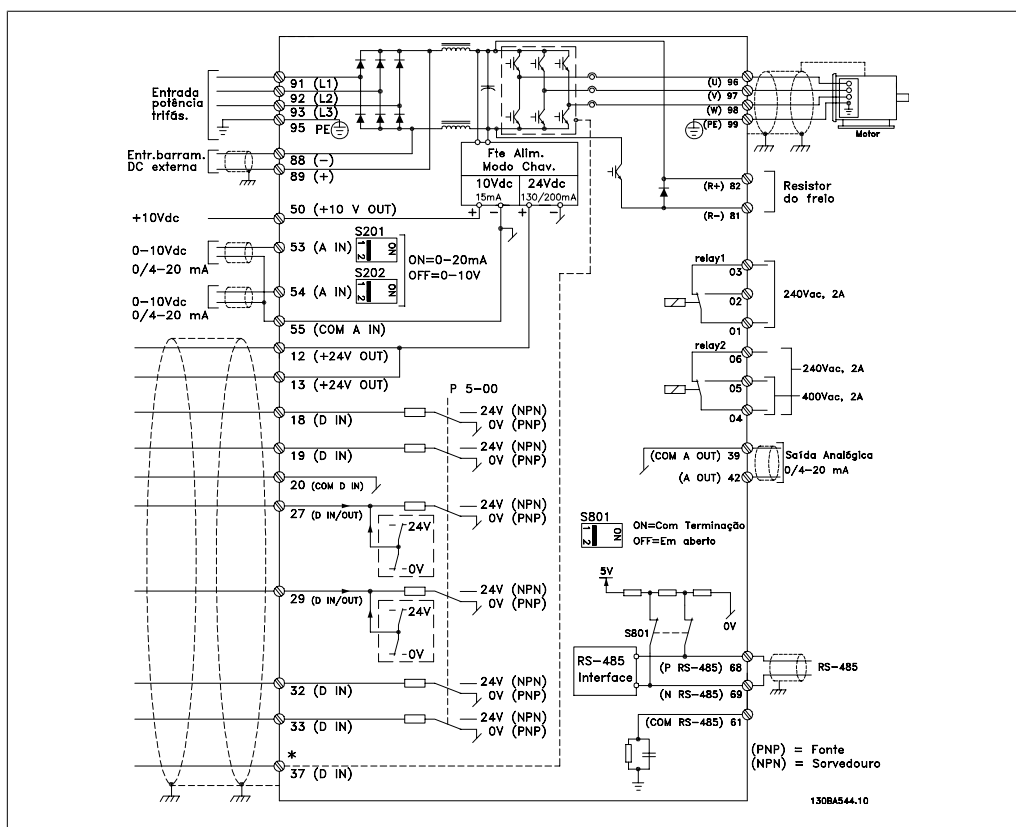 Entrada
potência
trifás.
91 (L1)
92 (L2)
93 (L3)
95 PE
Entr.barram.
DC externa
88 (-)
89 (+)
+10Vdc
50 (+10 V OUT)
0-10Vdc
0/4-20 mA
53 (A IN)
S201
ON
1 2
ON=0-20mA
OFF=0-10V
S202
ON
1 2
0-10Vdc
0/4-20 mA
54 (A IN)
55 (COM A IN)
12 (+24V OUT)
13 (+24V OUT)
P 5-00
18 (D IN)
24V (NPN)
0V (PNP)
19 (D IN)
24V (NPN)
0V (PNP)
20 (COM D IN)
27 (D IN/OUT)
24V (NPN)
0V (PNP)
24V
0V
29 (D IN/OUT)
24V (NPN)
0V (PNP)
24V
0V
32 (D IN)
24V (NPN)
0V (PNP)
33 (D IN)
24V (NPN)
0V (PNP)
*
37 (D IN)
Fte Alim.
Modo Chav.
10Vdc
15mA
24Vdc
130/200mA
+ - + -
(U) 96
(V) 97
(W) 98
(PE) 99
Motor
(R+) 82
(R-) 81
Resistor
do freio
relay1
03
02
01
240Vac, 2A
relay2
06
05
04
240Vac, 2A
400Vac, 2A
(COM A OUT) 39
(A OUT) 42
Saída Analógica
0/4-20 mA
S801
ON
1 2
ON=Com Terminação
OFF=Em aberto
5V
0V
S801
RS-485
Interface
(P RS-485) 68
(N RS-485) 69
(COM RS-485) 61
RS-485
(PNP) = Fonte
(NPN) = Sorvedouro
130BA544.10